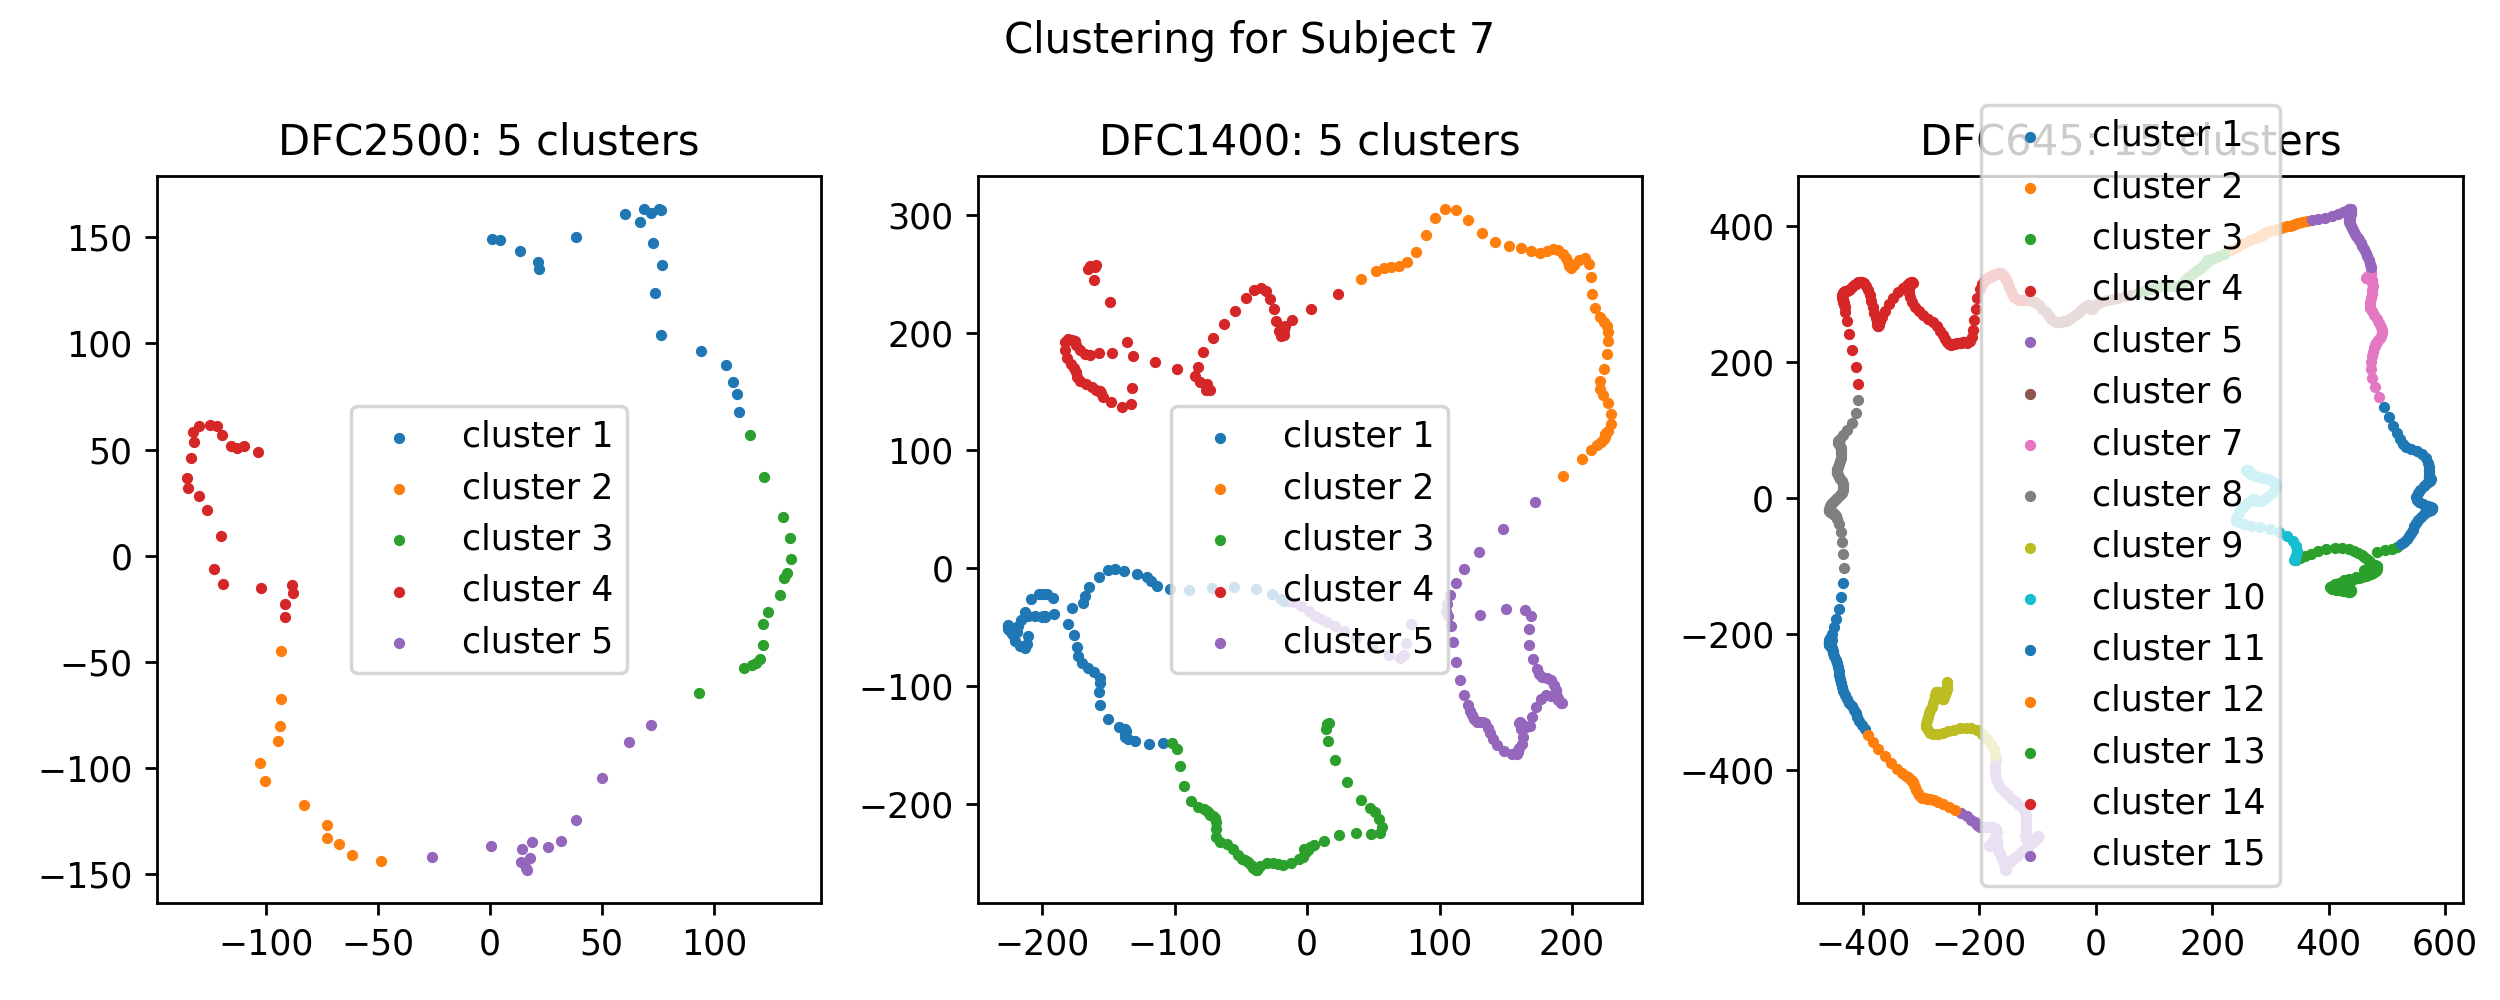 Clustering for Subject 7
DFC2500: 5 clusters
150
100
50
0
−50
−100
−150
−100
−50
0
50
100
cluster 1
cluster 2
cluster 3
cluster 4
cluster 5
DFC1400: 5 clusters
300
200
100
0
−100
−200
−200
−100
0
100
200
cluster 1
cluster 2
cluster 3
cluster 4
cluster 5
DFC645: 15 clusters
400
200
0
−200
−400
−400
−200
0
200
400
600
cluster 1
cluster 2
cluster 3
cluster 4
cluster 5
cluster 6
cluster 7
cluster 8
cluster 9
cluster 10
cluster 11
cluster 12
cluster 13
cluster 14
cluster 15